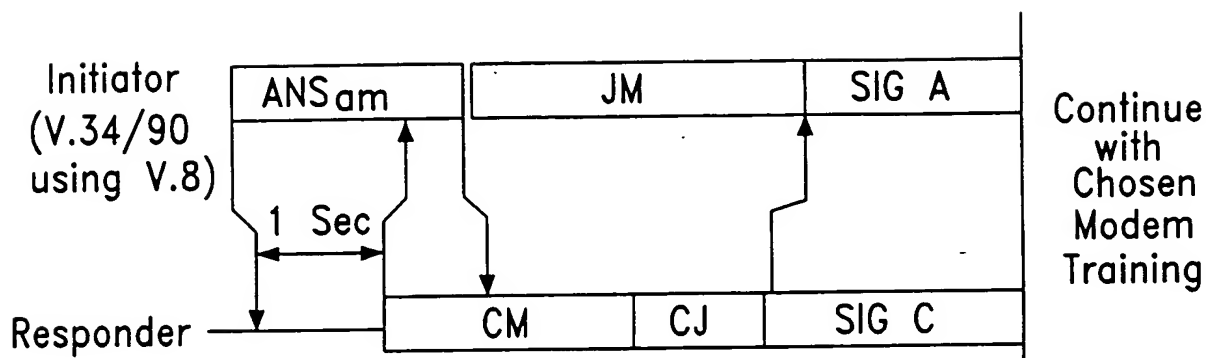 Initiator
(V.34/90
using V.8)
ANSam
JM
SIG A
1 Sec
Continue
with
Chosen
Modem
Training
Responder
CM
CJ
SIG C